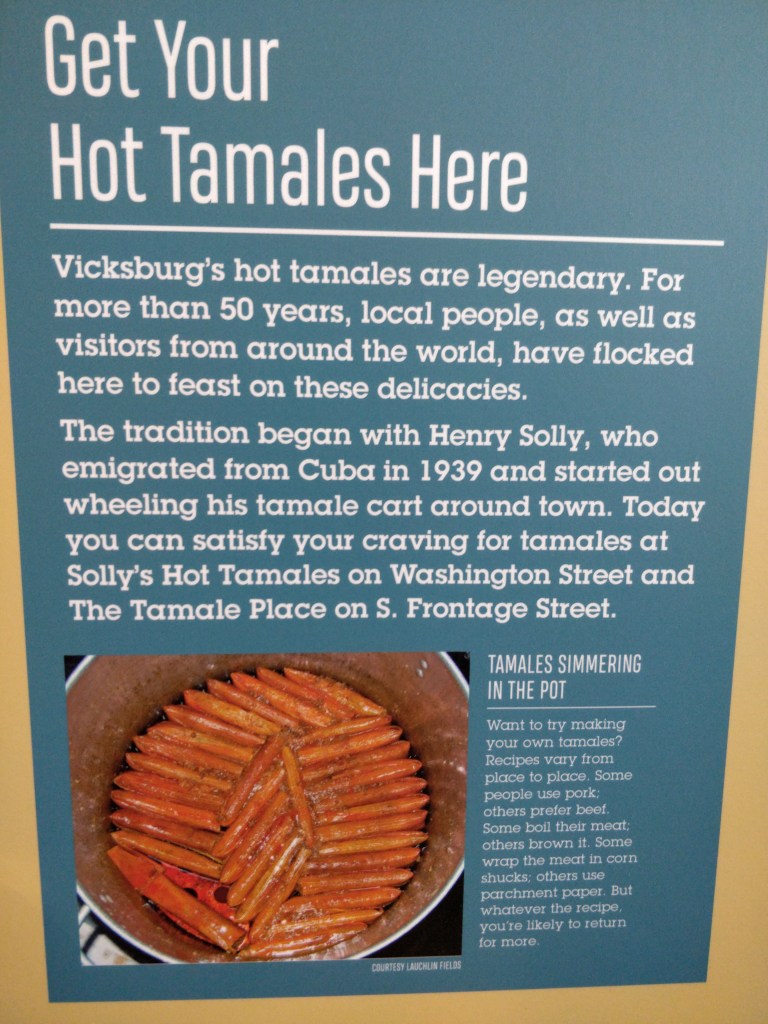 Get Your
Hot Tamales Here
Vicksburg's hot tamales are legendary. For
more than 50 years, local people, as well as
visitors from around the world, have flocked
here to feast on these delicacies.
The tradition began with Henry Solly, who
emigrated from Cuba in 1939 and started out
wheeling his tamale cart around town. Today
you can satisfy your craving for tamales at
Solly's Hot Tamales on Washington Street and
The Tamale Place on S. Frontage Street.
TAMALES SIMMERING
IN THE POT
Want to try making
your own tamales?
Recipes vary from
place to place. Some
people use pork;
others prefer beef.
Some boil their meat;
others brown it. Some
wrap the meat in corn
shucks; others use
parchment paper. But
whatever the recipe,
you're likely to return
for more.
COURTESY LAUCHLIN FIELDS